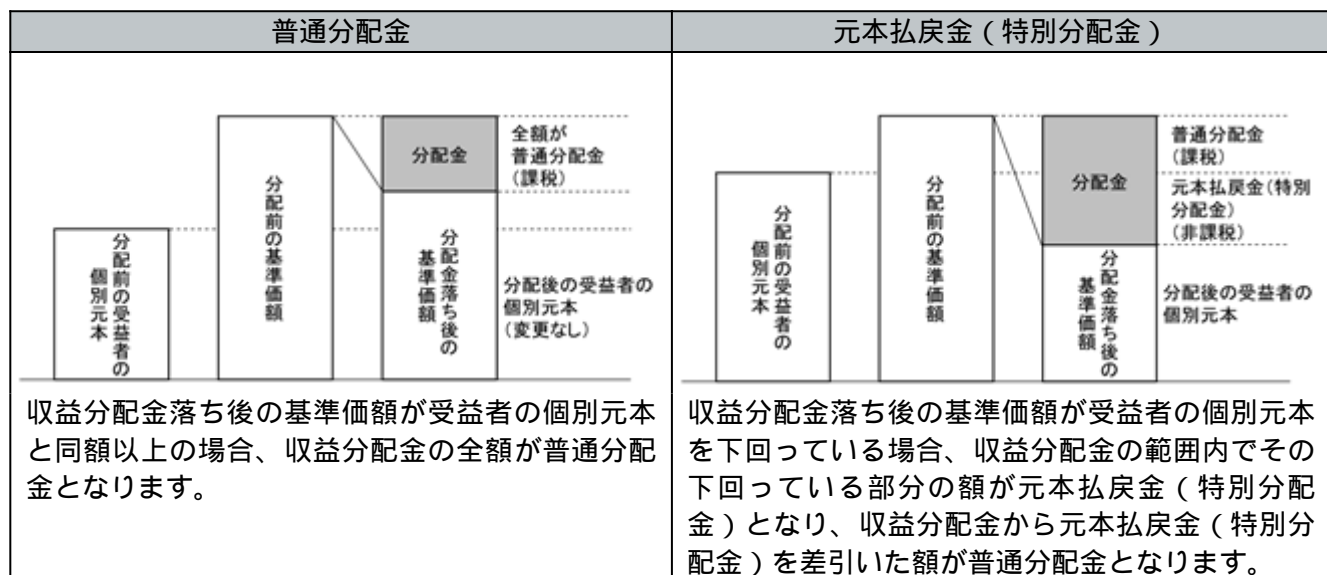 普通分配金
分配前の受益者の
個別元本
分配前の基準価額
分配金
分配金落ち後の
基準価額
全額が
普通分配金
(課税)
分配後の受益者の
個別元本
(変更なし)
収益分配金落ち後の基準価額が受益者の個別元本
と同額以上の場合、収益分配金の全額が普通分配
金となります。
元本払戻金（特別分配金）
分配前の受益者の
個別元本
分配前の基準価額
分配金
分配金落ち後の
基準価額
普通分配金
(課税)
元本払戻金(特別
分配金)
(非課税)
分配後の受益者の
個別元本
収益分配金落ち後の基準価額が受益者の個別元本
を下回っている場合、収益分配金の範囲内でその
下回っている部分の額が元本払戻金（特別分配
金）となり、収益分配金から元本払戻金（特別分
配金）を差引いた額が普通分配金となります。